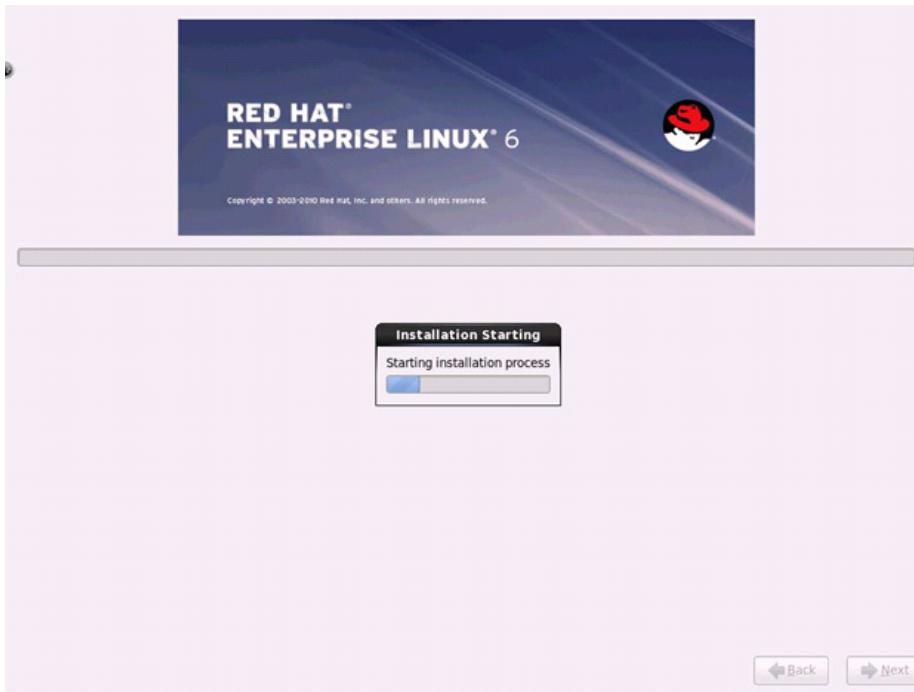 RED HAT®
ENTERPRISE LINUX® 6
Copyright © 2003-2010 Red Hat, Inc. and others. All rights reserved.
Installation Starting
Starting installation process
Back
Next